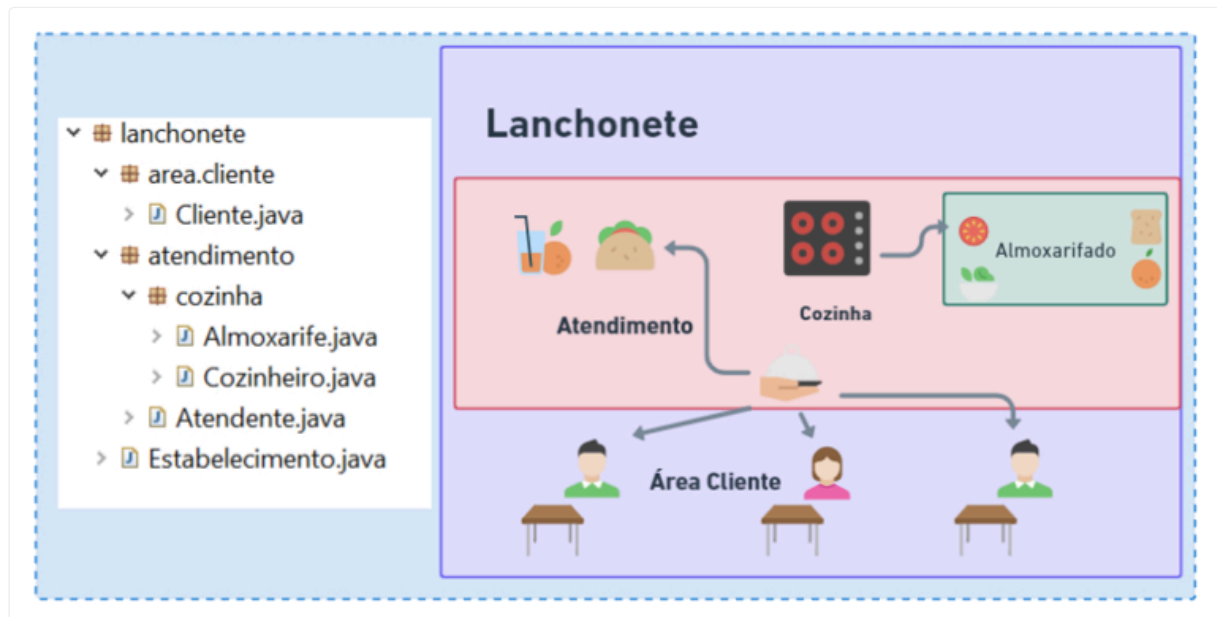 lanchonete
area.cliente
Cliente.java
atendimento
cozinha
Almoxarife.java
Cozinheiro.java
Atendente.java
Estabelecimento.java
Lanchonete
Almoxarifado
Cozinha
Atendimento
Área Cliente